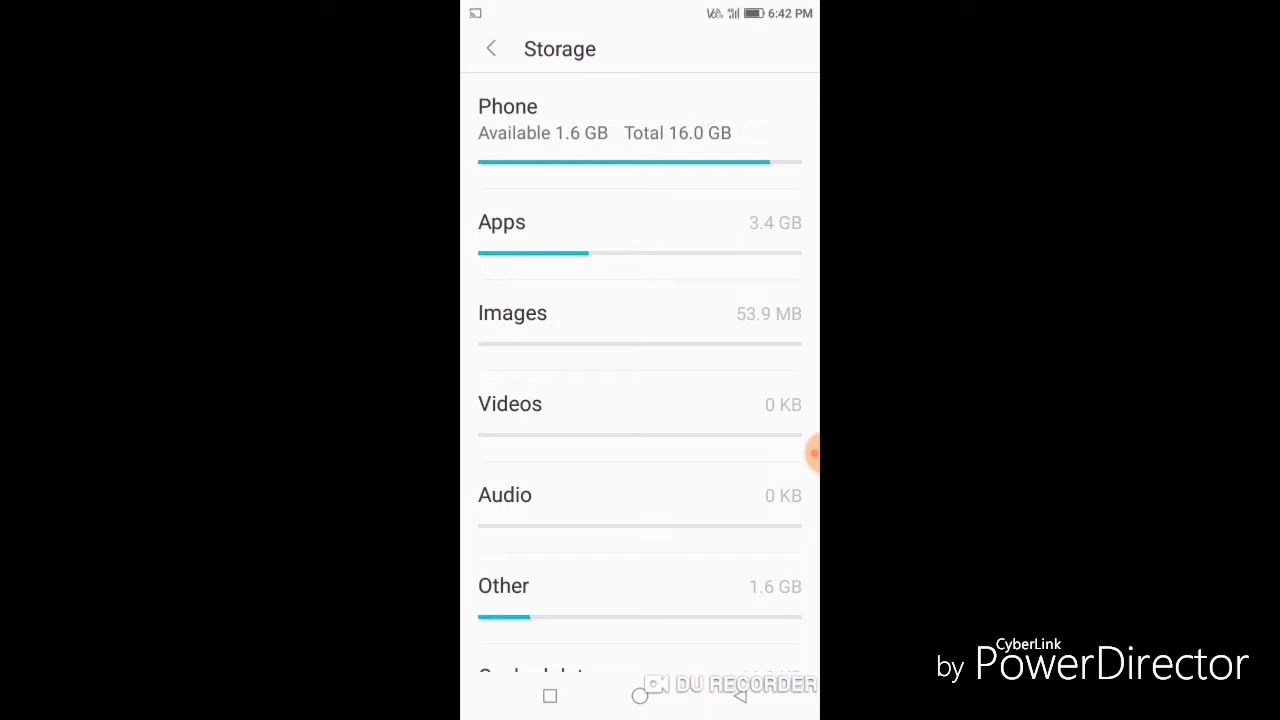 6:42 PM
Storage
Phone
Available 1.6 GB Total 16.0 GB
Apps 3.4 GB
Images 53.9 MB
Videos 0 KB
Audio 0 KB
Other 1.6 GB
DU RECORDER
CyberLink
by PowerDirector